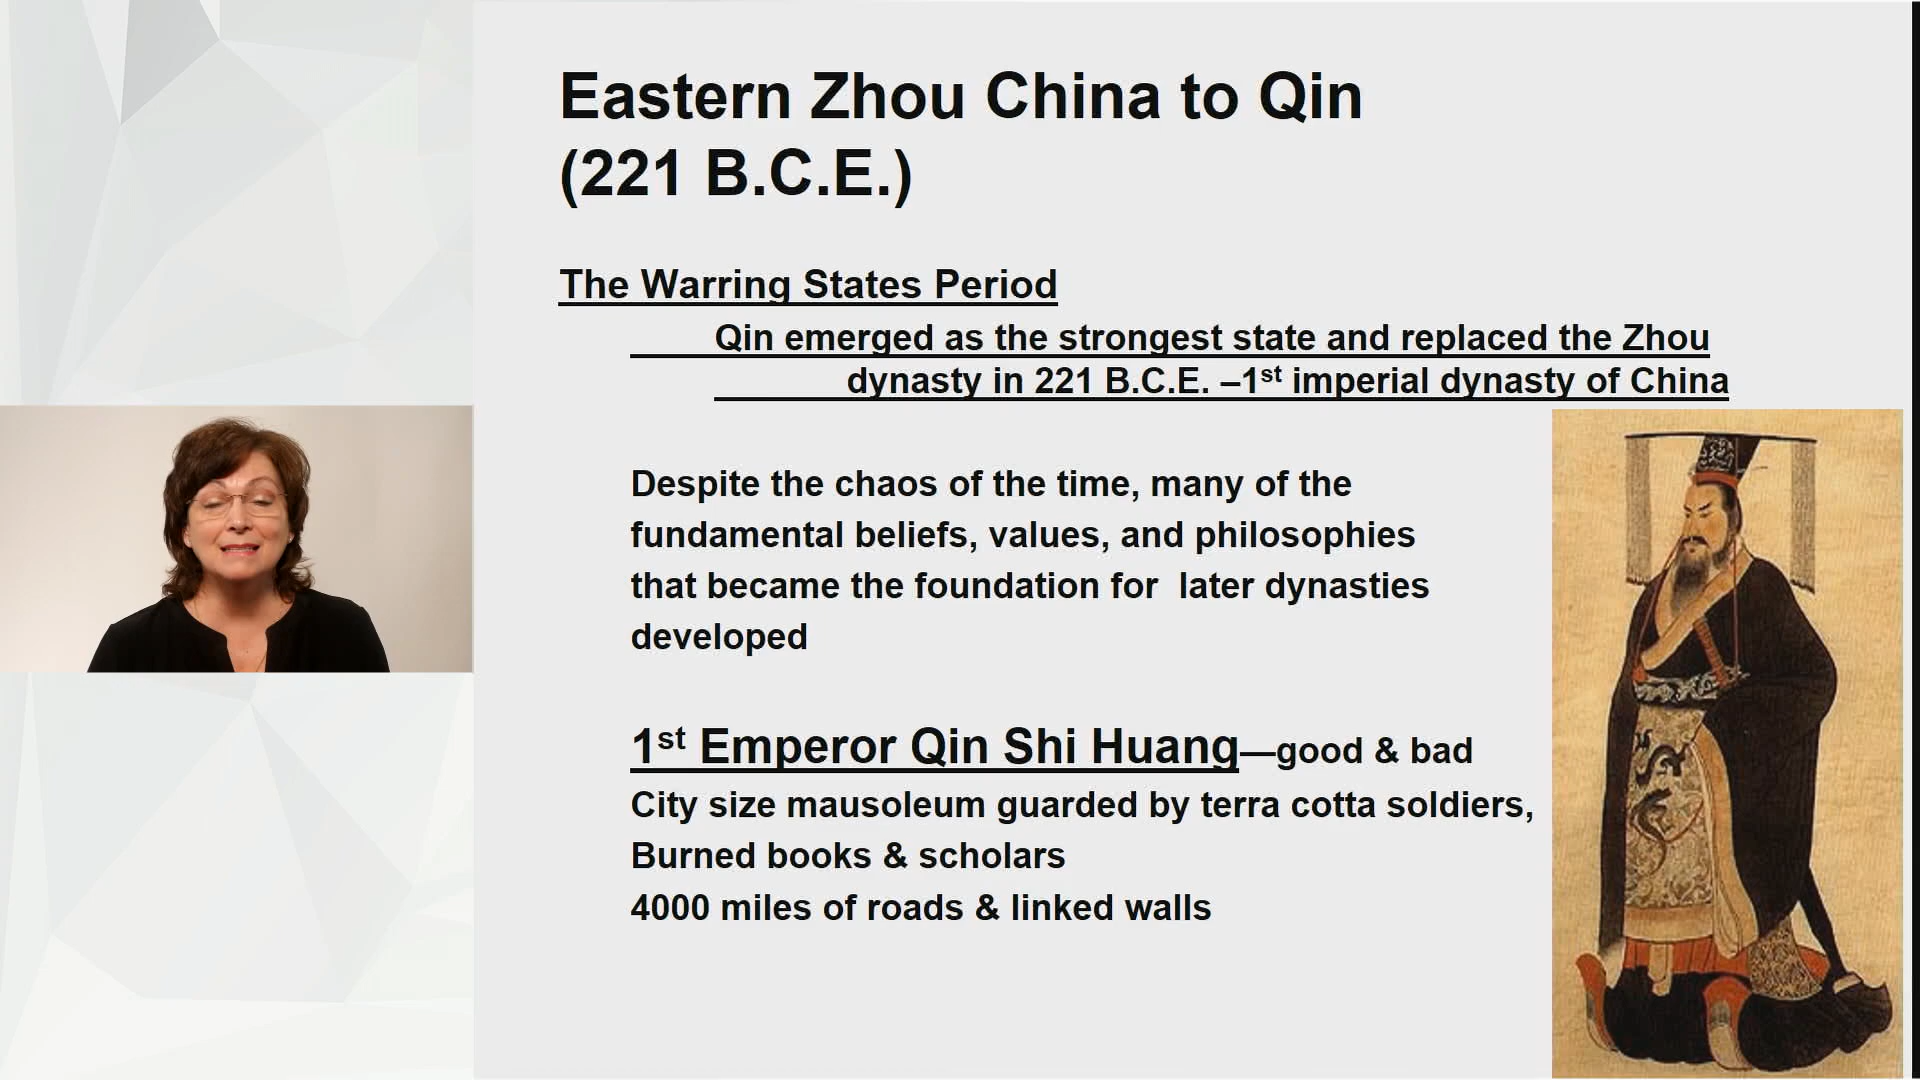 Eastern Zhou China to Qin
(221 B.C.E.)
The Warring States Period
Qin emerged as the strongest state and replaced the Zhou
dynasty in 221 B.C.E. –1st imperial dynasty of China
Despite the chaos of the time, many of the
fundamental beliefs, values, and philosophies
that became the foundation for  later dynasties
developed
1st Emperor Qin Shi Huang—good & bad
City size mausoleum guarded by terra cotta soldiers,
Burned books & scholars
4000 miles of roads & linked walls